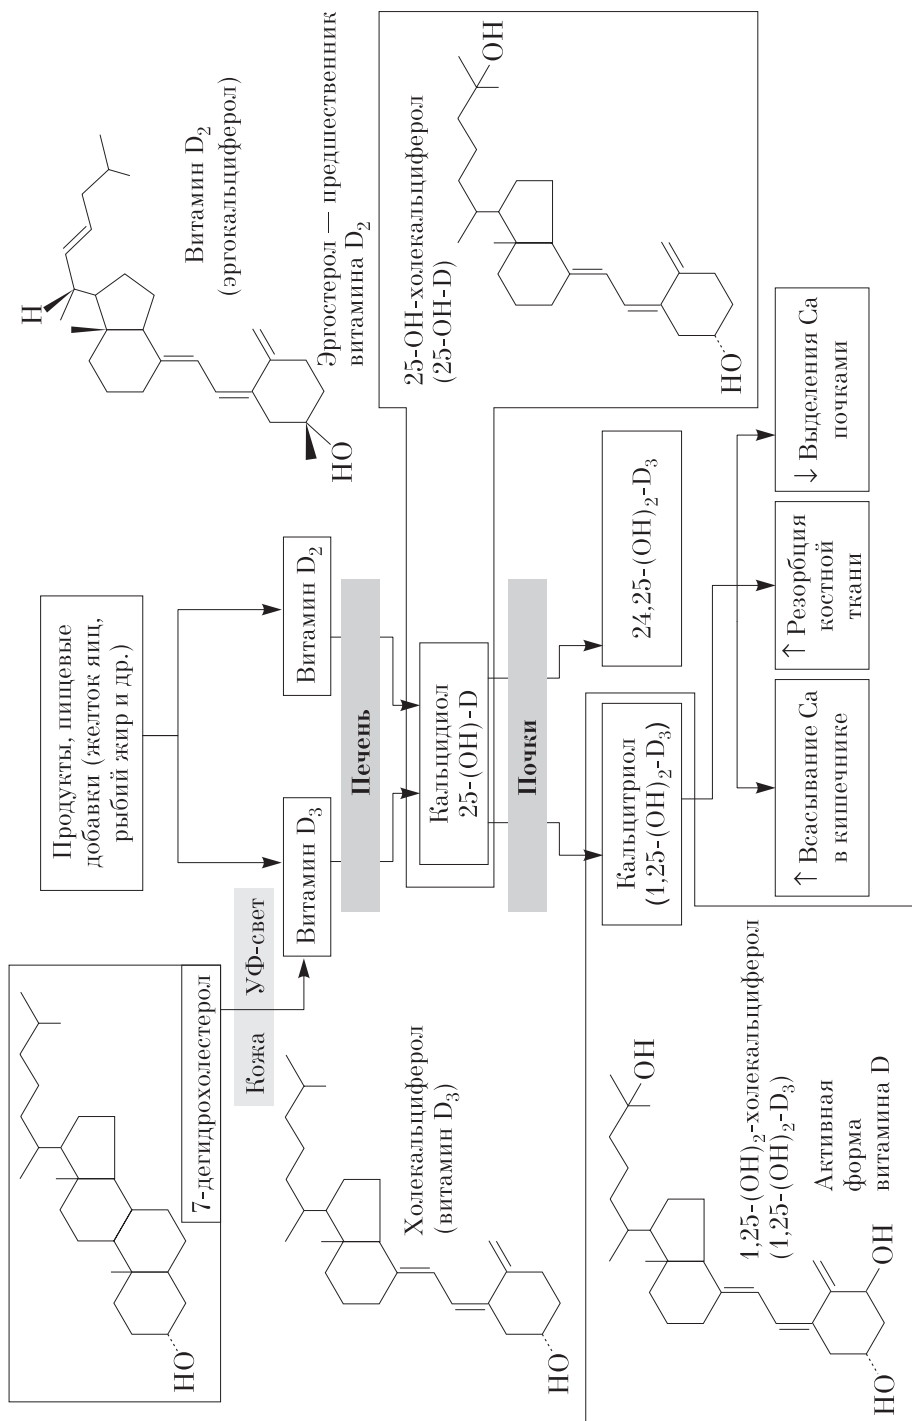 HO
7-дегидрохолестерол
Кожа УФ-свет
Продукты, пищевые
добавки (желток яиц,
рыбий жир и др.)
H
HO
Витамин D₂
(эргокальциферол)
Эргостерол — предшественник
витамина D₂
Витамин D₃
Витамин D₂
Печень
HO
Холекальциферол
(витамин D₃)
Кальцидиол
25-(OH)-D
OH
HO
25-OH-холекальциферол
(25-OH-D)
Почки
Кальцитриол
(1,25-(OH)₂-D₃)
24,25-(OH)₂-D₃
OH
HO
OH
1,25-(OH)₂-холекальциферол
(1,25-(OH)₂-D₃)
Активная
форма
витамина D
↑ Всасывание Ca
в кишечнике
↑ Резорбция
костной
ткани
↓ Выделения Ca
почками